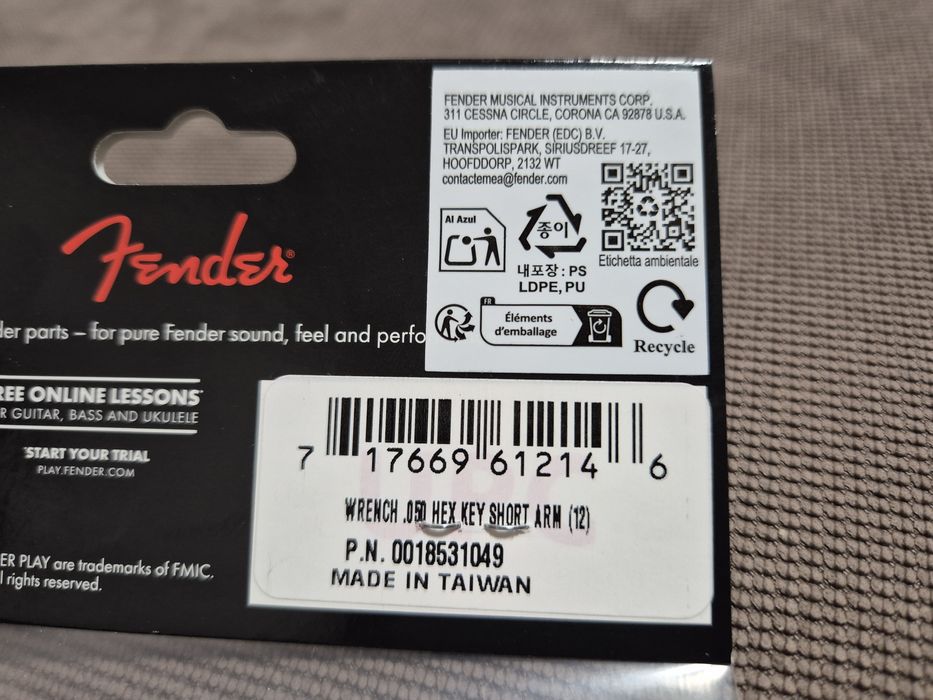 FENDER MUSICAL INSTRUMENTS CORP.
311 CESSNA CIRCLE, CORONA CA 92878 U.S.A.
EU Importer: FENDER (EDC) B.V.
TRANSPOLISPARK, SIRIUSDREEF 17-27,
HOOFDDORP, 2132 WT
contactemea@fender.com
Al Azul
종이
내포장 : PS
LDPE, PU
Etichetta ambientale
FR
Éléments
d'emballage
Recycle
Fender®
der parts – for pure Fender sound, feel and perfo
REE ONLINE LESSONS
R GUITAR, BASS AND UKULELE
START YOUR TRIAL
PLAY.FENDER.COM
ER PLAY are trademarks of FMIC.
l rights reserved.
7 17669 61214 6
WRENCH .050 HEX KEY SHORT ARM (12)
P.N. 0018531049
MADE IN TAIWAN